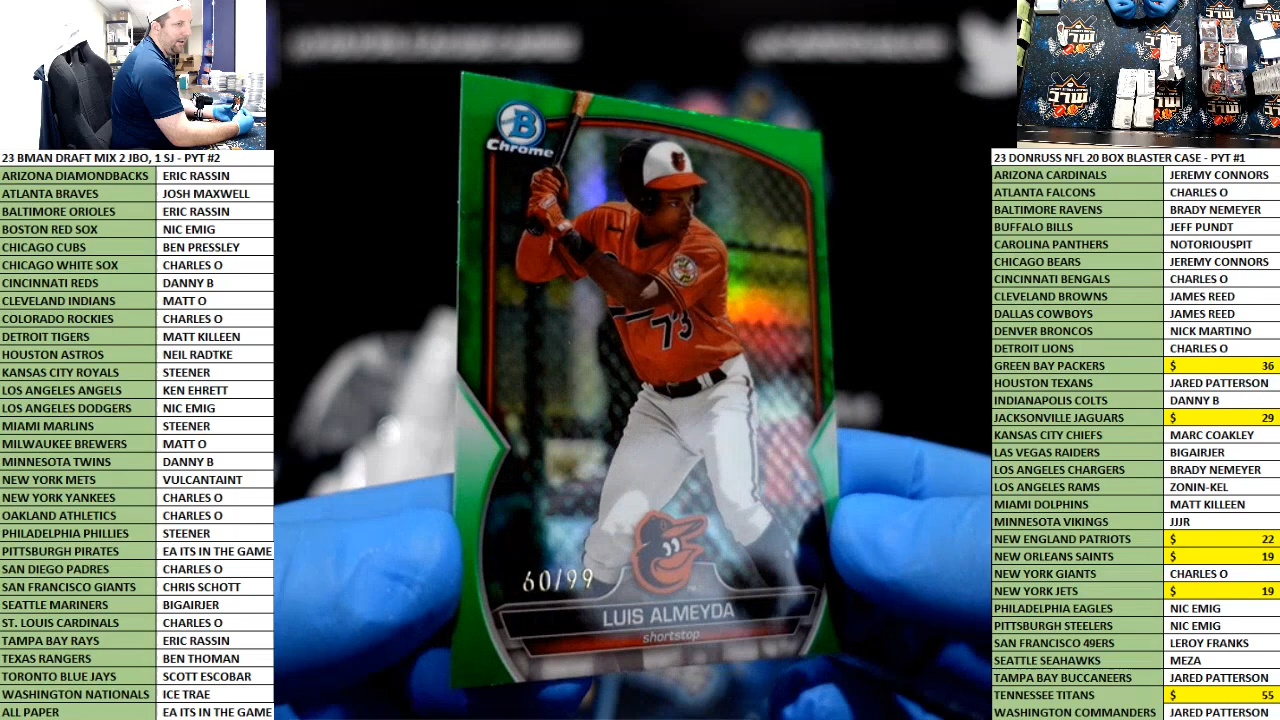 23 BMAN DRAFT MIX 2 JBO, 1 SJ - PYT #2
ARIZONA DIAMONDBACKS ERIC RASSIN
ATLANTA BRAVES JOSH MAXWELL
BALTIMORE ORIOLES ERIC RASSIN
BOSTON RED SOX NIC EMIG
CHICAGO CUBS BEN PRESSLEY
CHICAGO WHITE SOX CHARLES O
CINCINNATI REDS DANNY B
CLEVELAND INDIANS MATT O
COLORADO ROCKIES CHARLES O
DETROIT TIGERS MATT KILLEEN
HOUSTON ASTROS NEIL RADTKE
KANSAS CITY ROYALS STEENER
LOS ANGELES ANGELS KEN EHRETT
LOS ANGELES DODGERS NIC EMIG
MIAMI MARLINS STEENER
MILWAUKEE BREWERS MATT O
MINNESOTA TWINS DANNY B
NEW YORK METS VULCANTAINT
NEW YORK YANKEES CHARLES O
OAKLAND ATHLETICS CHARLES O
PHILADELPHIA PHILLIES STEENER
PITTSBURGH PIRATES EA ITS IN THE GAME
SAN DIEGO PADRES CHARLES O
SAN FRANCISCO GIANTS CHRIS SCHOTT
SEATTLE MARINERS BIGAIRJER
ST. LOUIS CARDINALS CHARLES O
TAMPA BAY RAYS ERIC RASSIN
TEXAS RANGERS BEN THOMAN
TORONTO BLUE JAYS SCOTT ESCOBAR
WASHINGTON NATIONALS ICE TRAE
ALL PAPER EA ITS IN THE GAME
B
Chrome
73
60/99
LUIS ALMEYDA
shortstop
23 DONRUSS NFL 20 BOX BLASTER CASE - PYT #1
ARIZONA CARDINALS JEREMY CONNORS
ATLANTA FALCONS CHARLES O
BALTIMORE RAVENS BRADY NEMEYER
BUFFALO BILLS JEFF PUNDT
CAROLINA PANTHERS NOTORIOUSPIT
CHICAGO BEARS JEREMY CONNORS
CINCINNATI BENGALS CHARLES O
CLEVELAND BROWNS JAMES REED
DALLAS COWBOYS JAMES REED
DENVER BRONCOS NICK MARTINO
DETROIT LIONS CHARLES O
GREEN BAY PACKERS $ 36
HOUSTON TEXANS JARED PATTERSON
INDIANAPOLIS COLTS DANNY B
JACKSONVILLE JAGUARS $ 29
KANSAS CITY CHIEFS MARC COAKLEY
LAS VEGAS RAIDERS BIGAIRJER
LOS ANGELES CHARGERS BRADY NEMEYER
LOS ANGELES RAMS ZONIN-KEL
MIAMI DOLPHINS MATT KILLEEN
MINNESOTA VIKINGS JJJR
NEW ENGLAND PATRIOTS $ 22
NEW ORLEANS SAINTS $ 19
NEW YORK GIANTS CHARLES O
NEW YORK JETS $ 19
PHILADELPHIA EAGLES NIC EMIG
PITTSBURGH STEELERS NIC EMIG
SAN FRANCISCO 49ERS LEROY FRANKS
SEATTLE SEAHAWKS MEZA
TAMPA BAY BUCCANEERS JARED PATTERSON
TENNESSEE TITANS $ 55
WASHINGTON COMMANDERS JARED PATTERSON